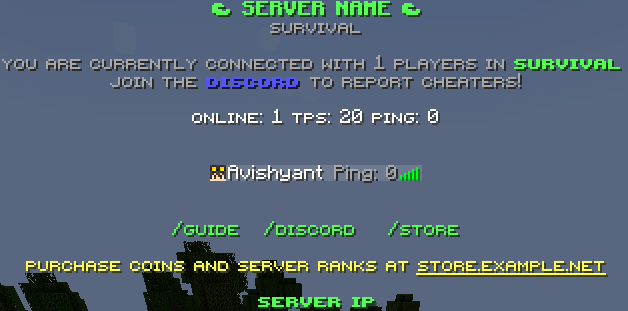 SERVER NAME
SURVIVAL
YOU ARE CURRENTLY CONNECTED WITH 1 PLAYERS IN SURVIVAL
JOIN THE DISCORD TO REPORT CHEATERS!
ONLINE: 1 TPS: 20 PING: 0
Avishyant Ping: 0
/GUIDE /DISCORD /STORE
PURCHASE COINS AND SERVER RANKS AT STORE.EXAMPLE.NET
SERVER IP